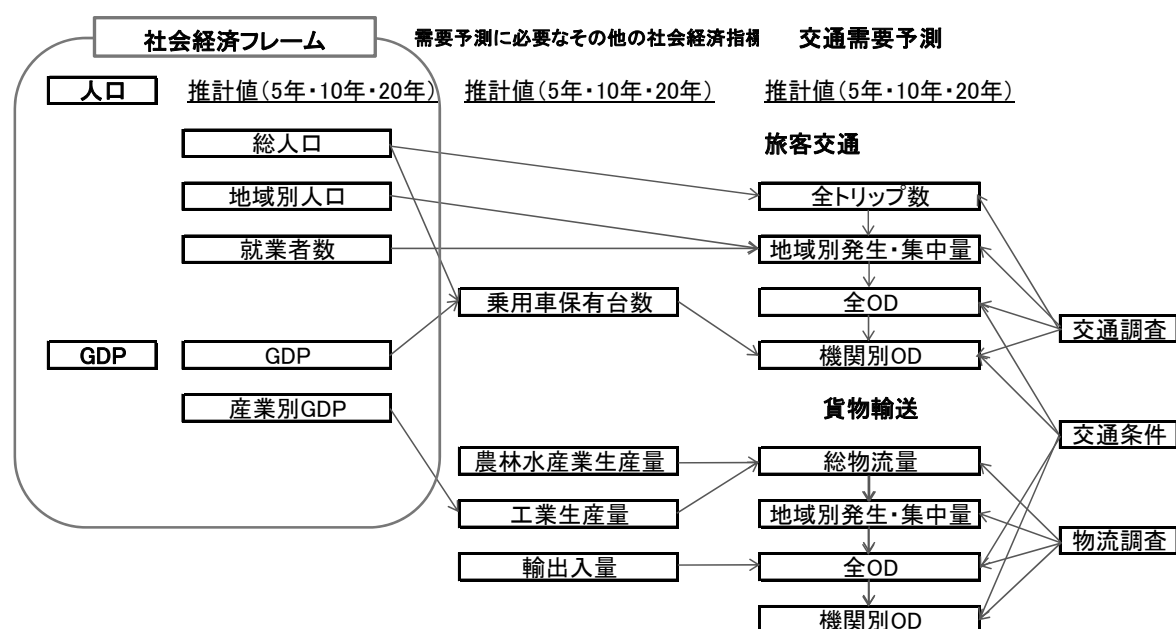 社会経済フレーム
需要予測に必要なその他の社会経済指標
交通需要予測
人口
推計値(5年・10年・20年)
推計値(5年・10年・20年)
推計値(5年・10年・20年)
総人口
旅客交通
地域別人口
全トリップ数
就業者数
地域別発生・集中量
乗用車保有台数
全OD
交通調査
GDP
GDP
機関別OD
産業別GDP
貨物輸送
交通条件
農林水産業生産量
総物流量
工業生産量
地域別発生・集中量
物流調査
輸出入量
全OD
機関別OD